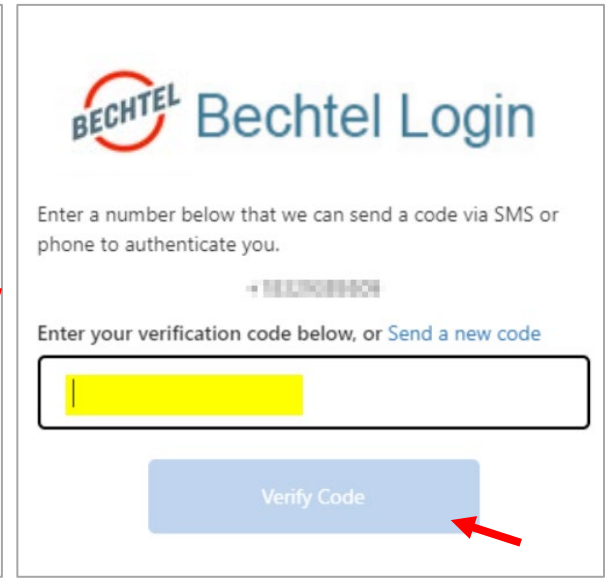 BECHTEL
BECHTEL Bechtel Login
Enter a number below that we can send a code via SMS or
phone to authenticate you.
Enter your verification code below, or Send a new code
Verify Code